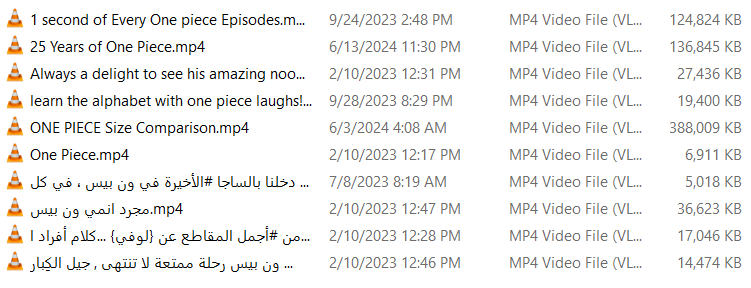 1 second of Every One piece Episodes.m... 9/24/2023 2:48 PM MP4 Video File (VL... 124,824 KB
25 Years of One Piece.mp4 6/13/2024 11:30 PM MP4 Video File (VL... 136,845 KB
Always a delight to see his amazing noo... 2/10/2023 12:31 PM MP4 Video File (VL... 27,436 KB
learn the alphabet with one piece laughs!... 9/28/2023 8:29 PM MP4 Video File (VL... 19,400 KB
ONE PIECE Size Comparison.mp4 6/3/2024 4:08 AM MP4 Video File (VL... 388,009 KB
One Piece.mp4 2/10/2023 12:17 PM MP4 Video File (VL... 6,911 KB
دخلنا بالساجا #الأخيرة في ون بيس ، في كل ... 7/8/2023 8:19 AM MP4 Video File (VL... 5,018 KB
مجرد انمي ون بيس.mp4 2/10/2023 12:47 PM MP4 Video File (VL... 36,623 KB
من #أجمل المقاطع عن {لوفي} ...كلام أفراد ا... 2/10/2023 12:28 PM MP4 Video File (VL... 17,046 KB
ون بيس رحلة ممتعة لا تنتهى , جيل الكِبار ... 2/10/2023 12:46 PM MP4 Video File (VL... 14,474 KB